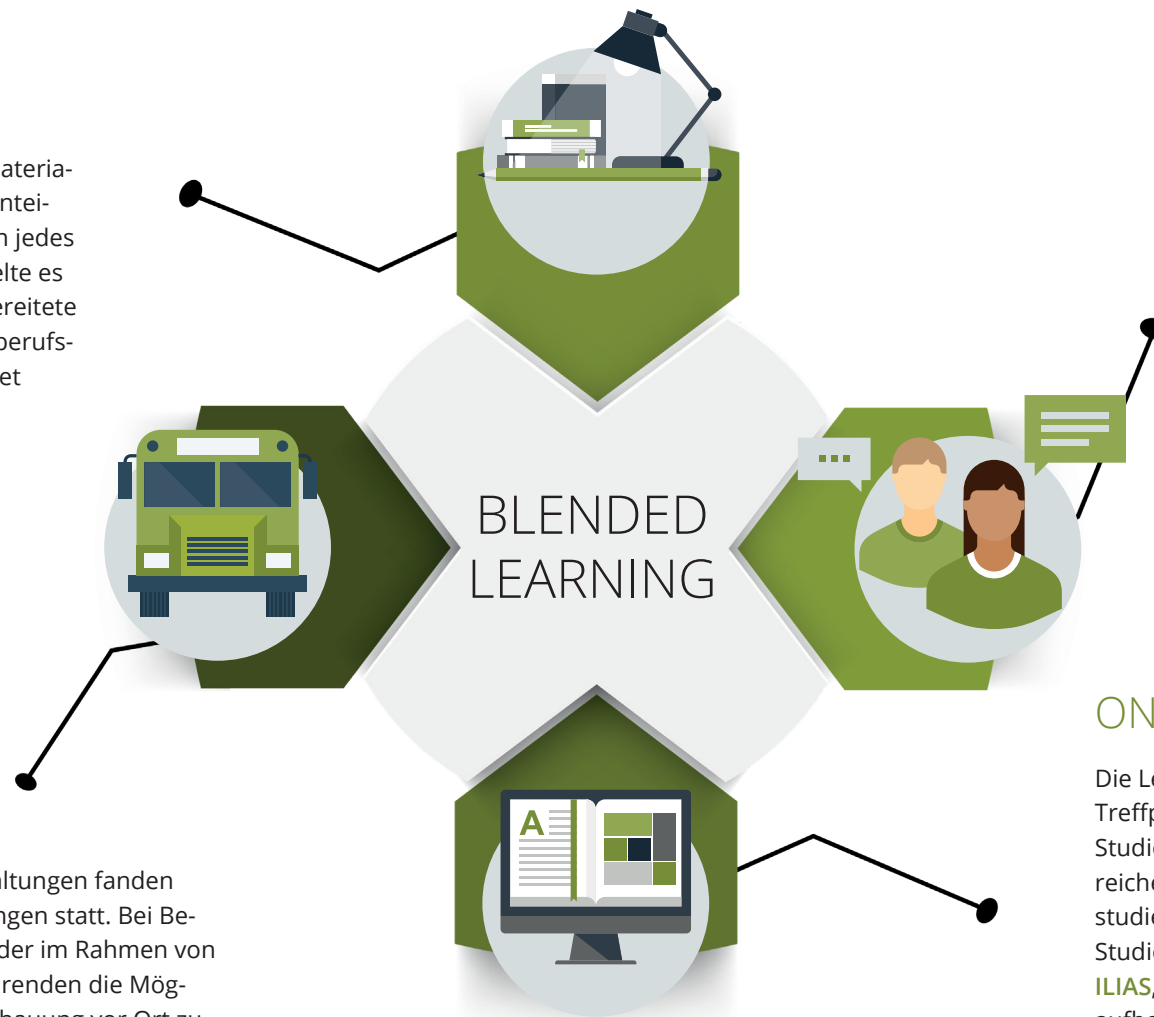 ateria-
ntei-
n jedes
elte es
ereitete
berufs-
et
BLENDED
LEARNING
A
altungen fanden
ngen statt. Bei Be-
der im Rahmen von
renden die Mög-
ON
Die Le
Treffp
Studie
reiche
studie
Studie
ILIAS,